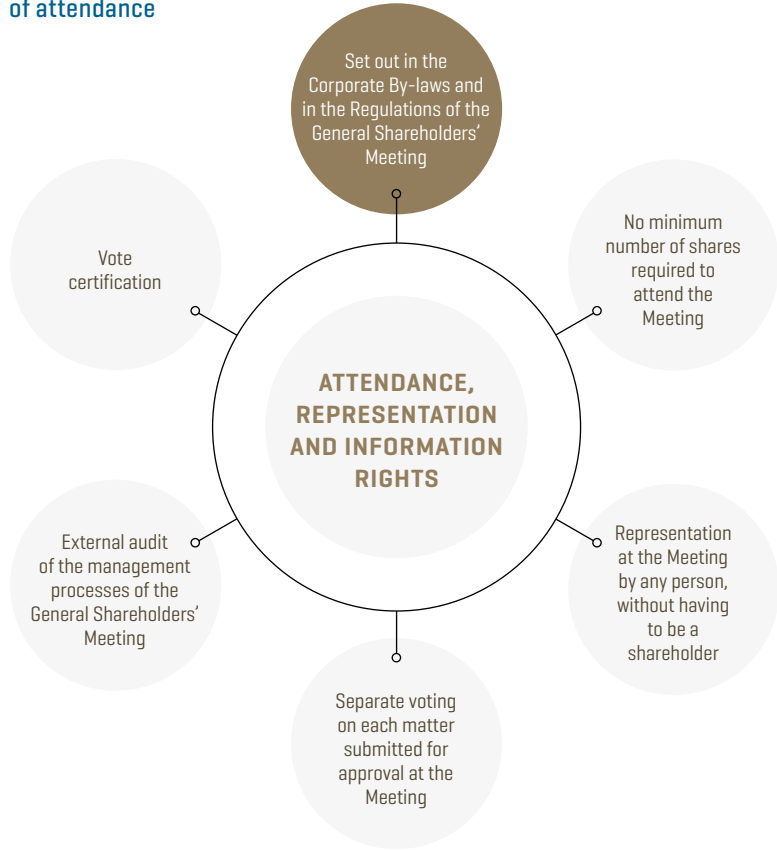 of attendance
Set out in the
Corporate By-laws and
in the Regulations of the
General Shareholders'
Meeting
No minimum
number of shares
required to
attend the
Meeting
Vote
certification
ATTENDANCE,
REPRESENTATION
AND INFORMATION
RIGHTS
Representation
at the Meeting
by any person,
without having
to be a
shareholder
External audit
of the management
processes of the
General Shareholders'
Meeting
Separate voting
on each matter
submitted for
approval at the
Meeting